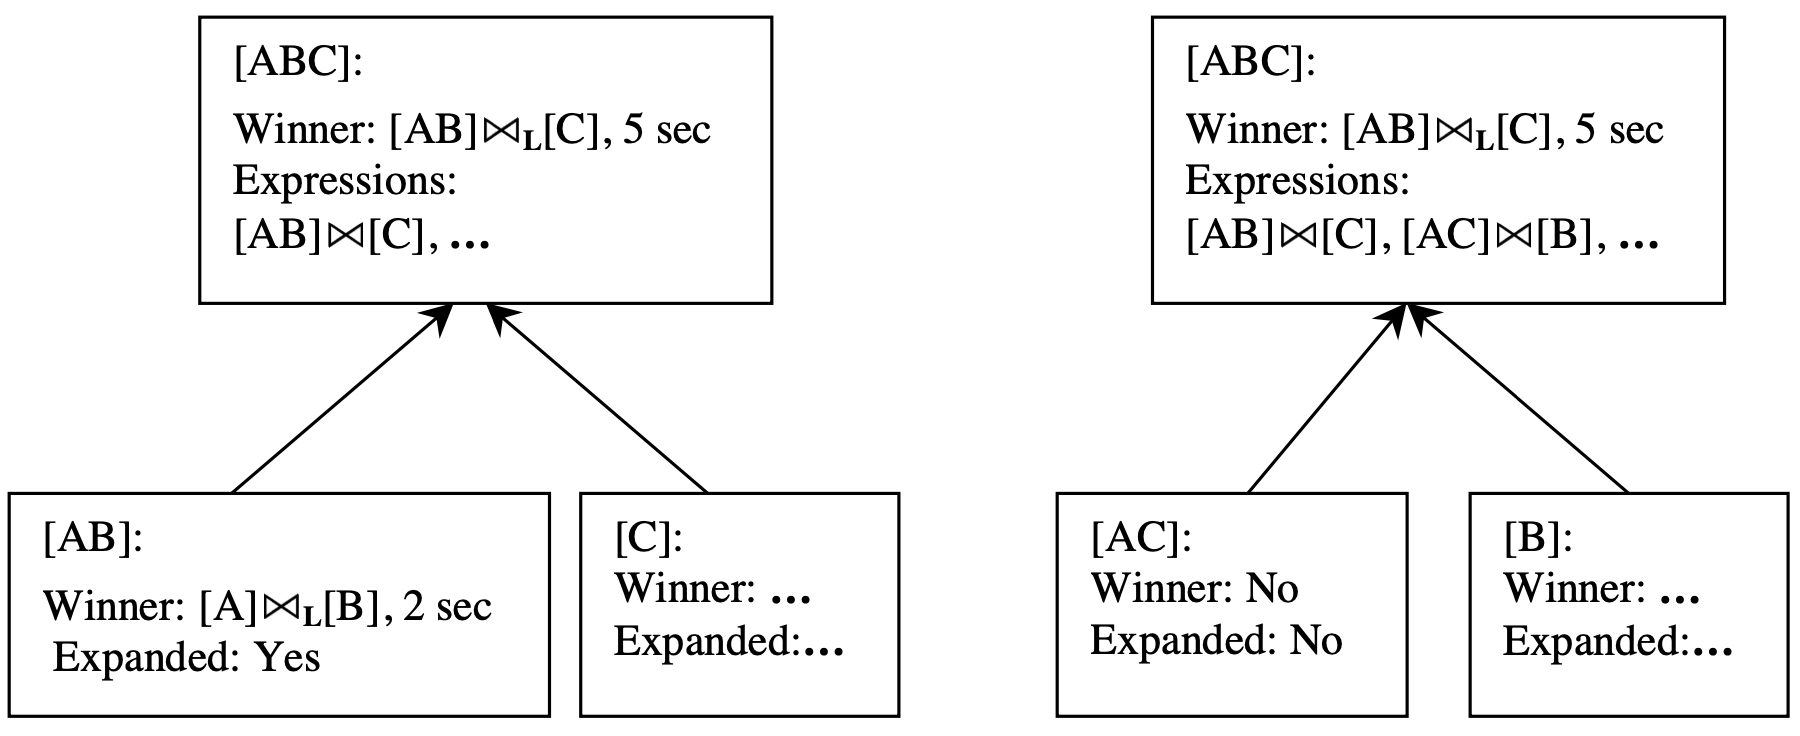 [ABC]:
Winner: [AB]⋈L[C], 5 sec
Expressions:
[AB]⋈[C], ...
[AB]:
Winner: [A]⋈L[B], 2 sec
Expanded: Yes
[C]:
Winner: ...
Expanded:...
[ABC]:
Winner: [AB]⋈L[C], 5 sec
Expressions:
[AB]⋈[C], [AC]⋈[B], ...
[AC]:
Winner: No
Expanded: No
[B]:
Winner: ...
Expanded:...